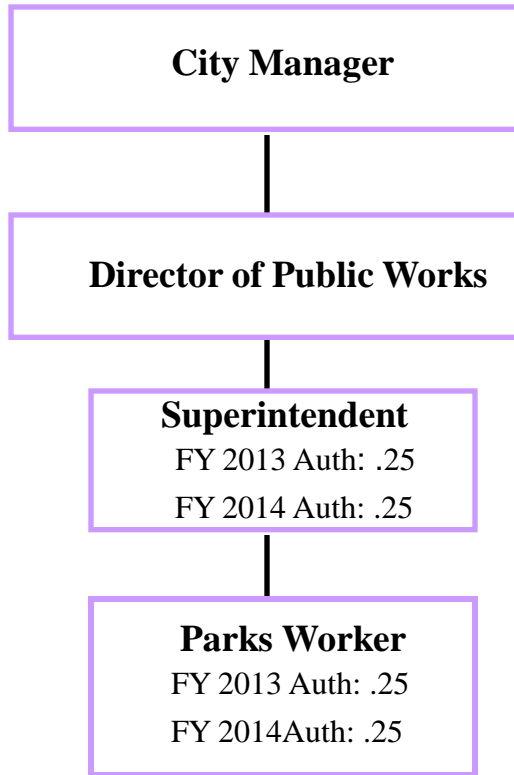 City Manager
Director of Public Works
Superintendent
FY 2013 Auth: .25
FY 2014 Auth: .25
Parks Worker
FY 2013 Auth: .25
FY 2014Auth: .25